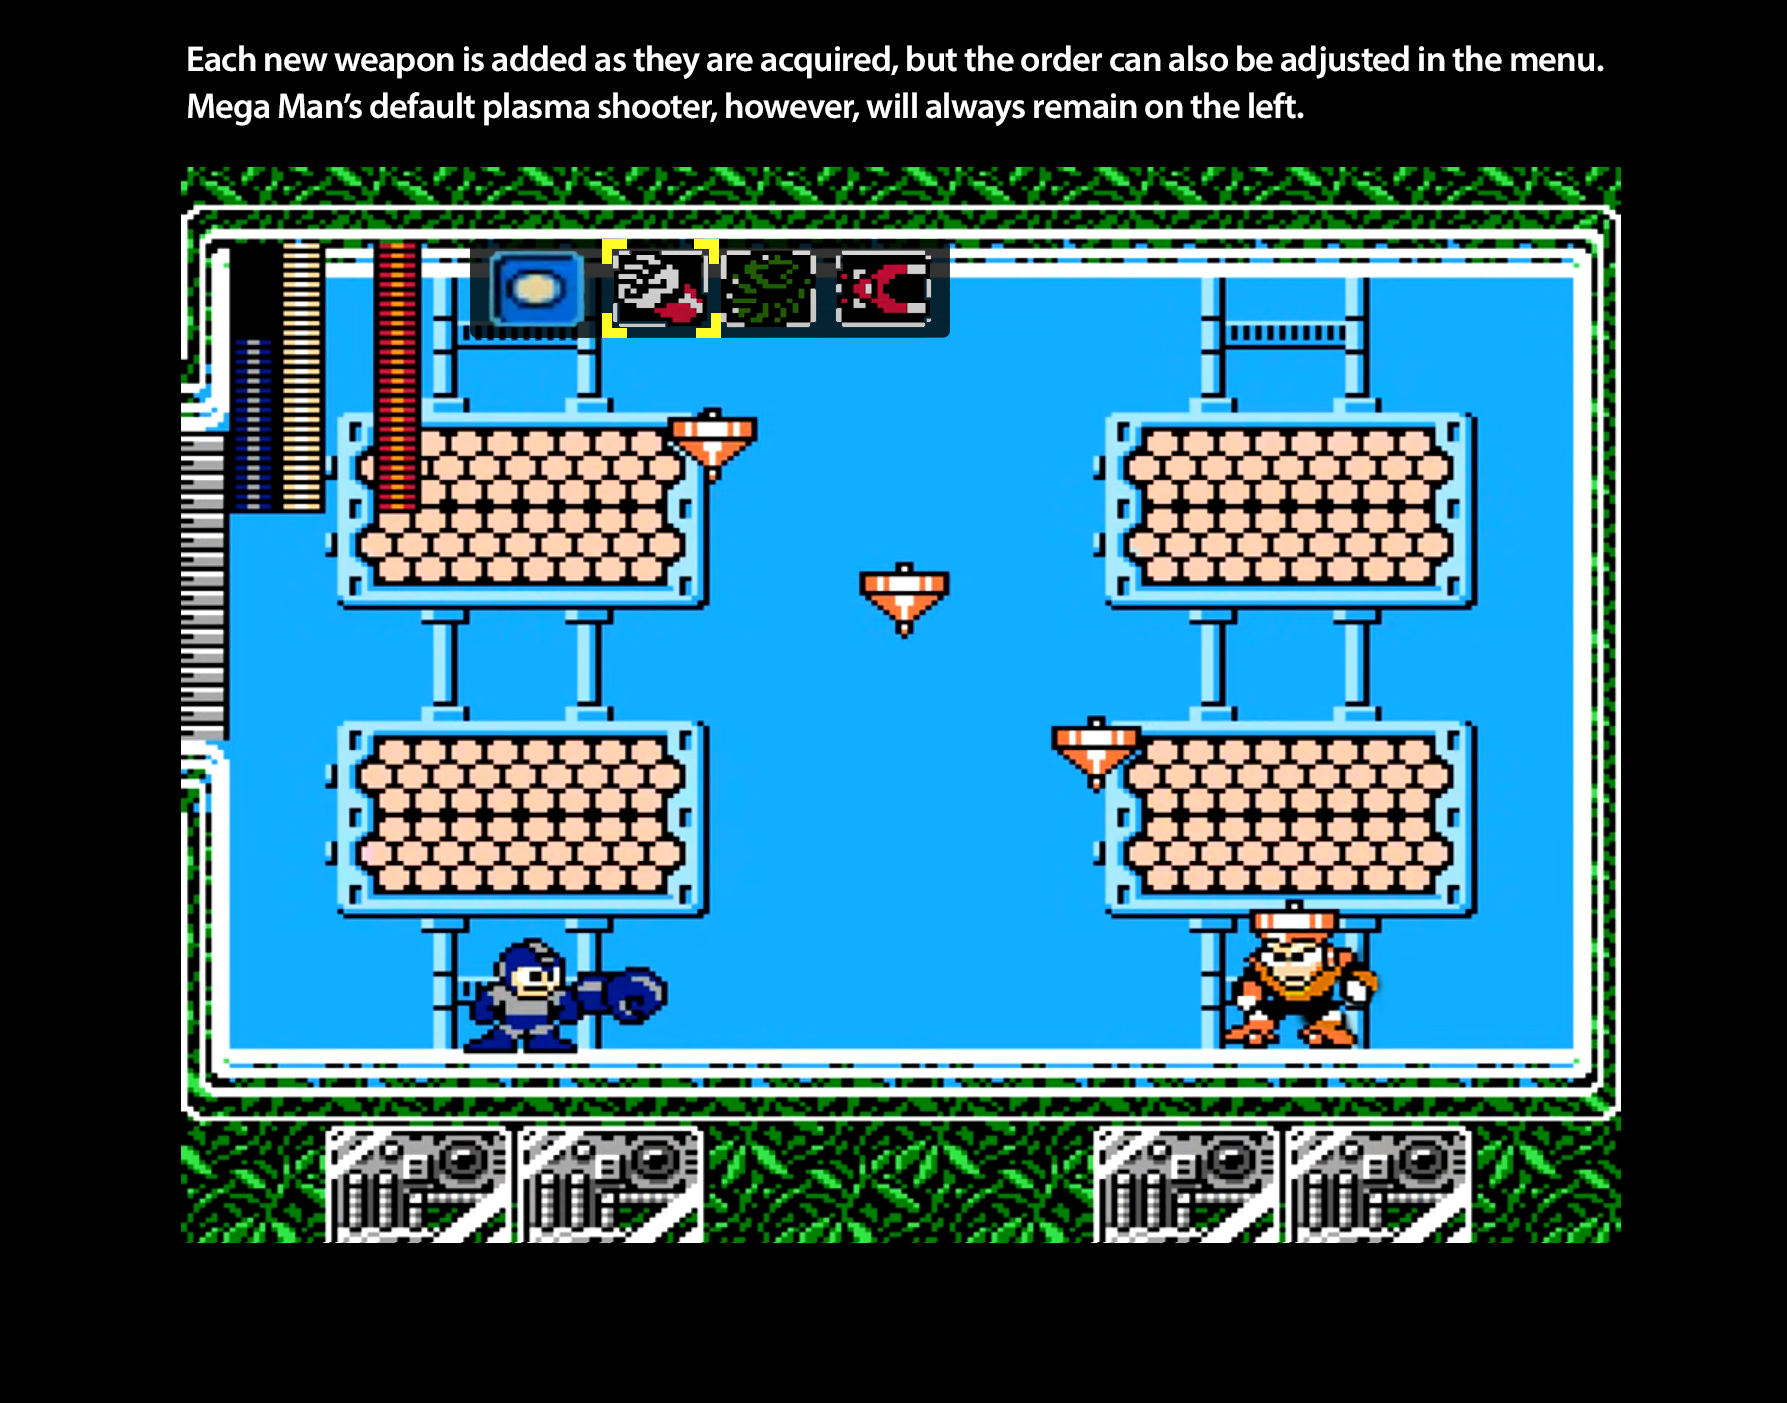 Each new weapon is added as they are acquired, but the order can also be adjusted in the menu.
Mega Man’s default plasma shooter, however, will always remain on the left.